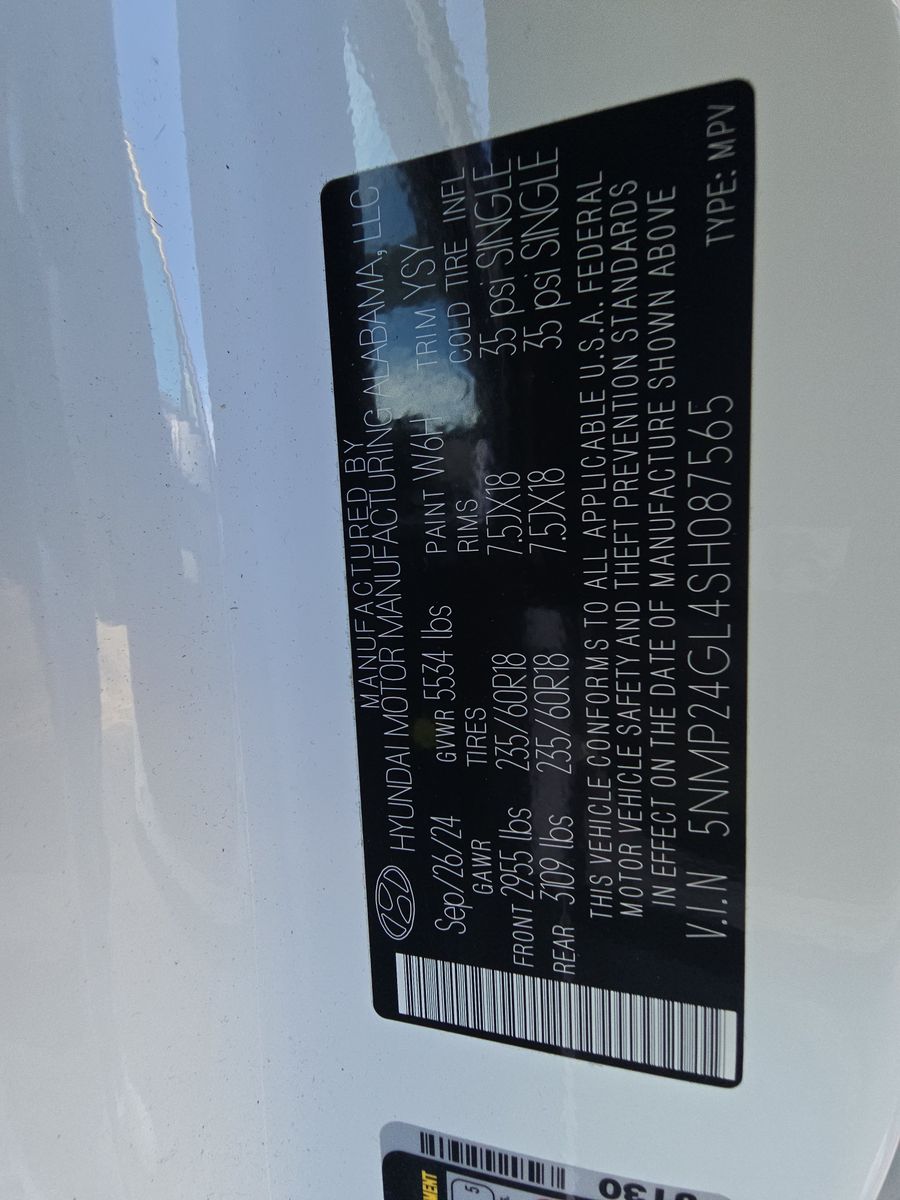 MANUFACTURED BY
HYUNDAI MOTOR MANUFACTURING ALABAMA, LLC
Sep/26/24 GVWR 5534 lbs PAINT W6H TRIM YSY
GAWR TIRES RIMS COLD TIRE INFL
FRONT 2955 lbs 235/60R18 7.5JX18 35 psi SINGLE
REAR 3109 lbs 235/60R18 7.5JX18 35 psi SINGLE
THIS VEHICLE CONFORMS TO ALL APPLICABLE U.S.A. FEDERAL
MOTOR VEHICLE SAFETY AND THEFT PREVENTION STANDARDS
IN EFFECT ON THE DATE OF MANUFACTURE SHOWN ABOVE
V.I.N 5NMP24GL4SH087565 TYPE: MPV
5